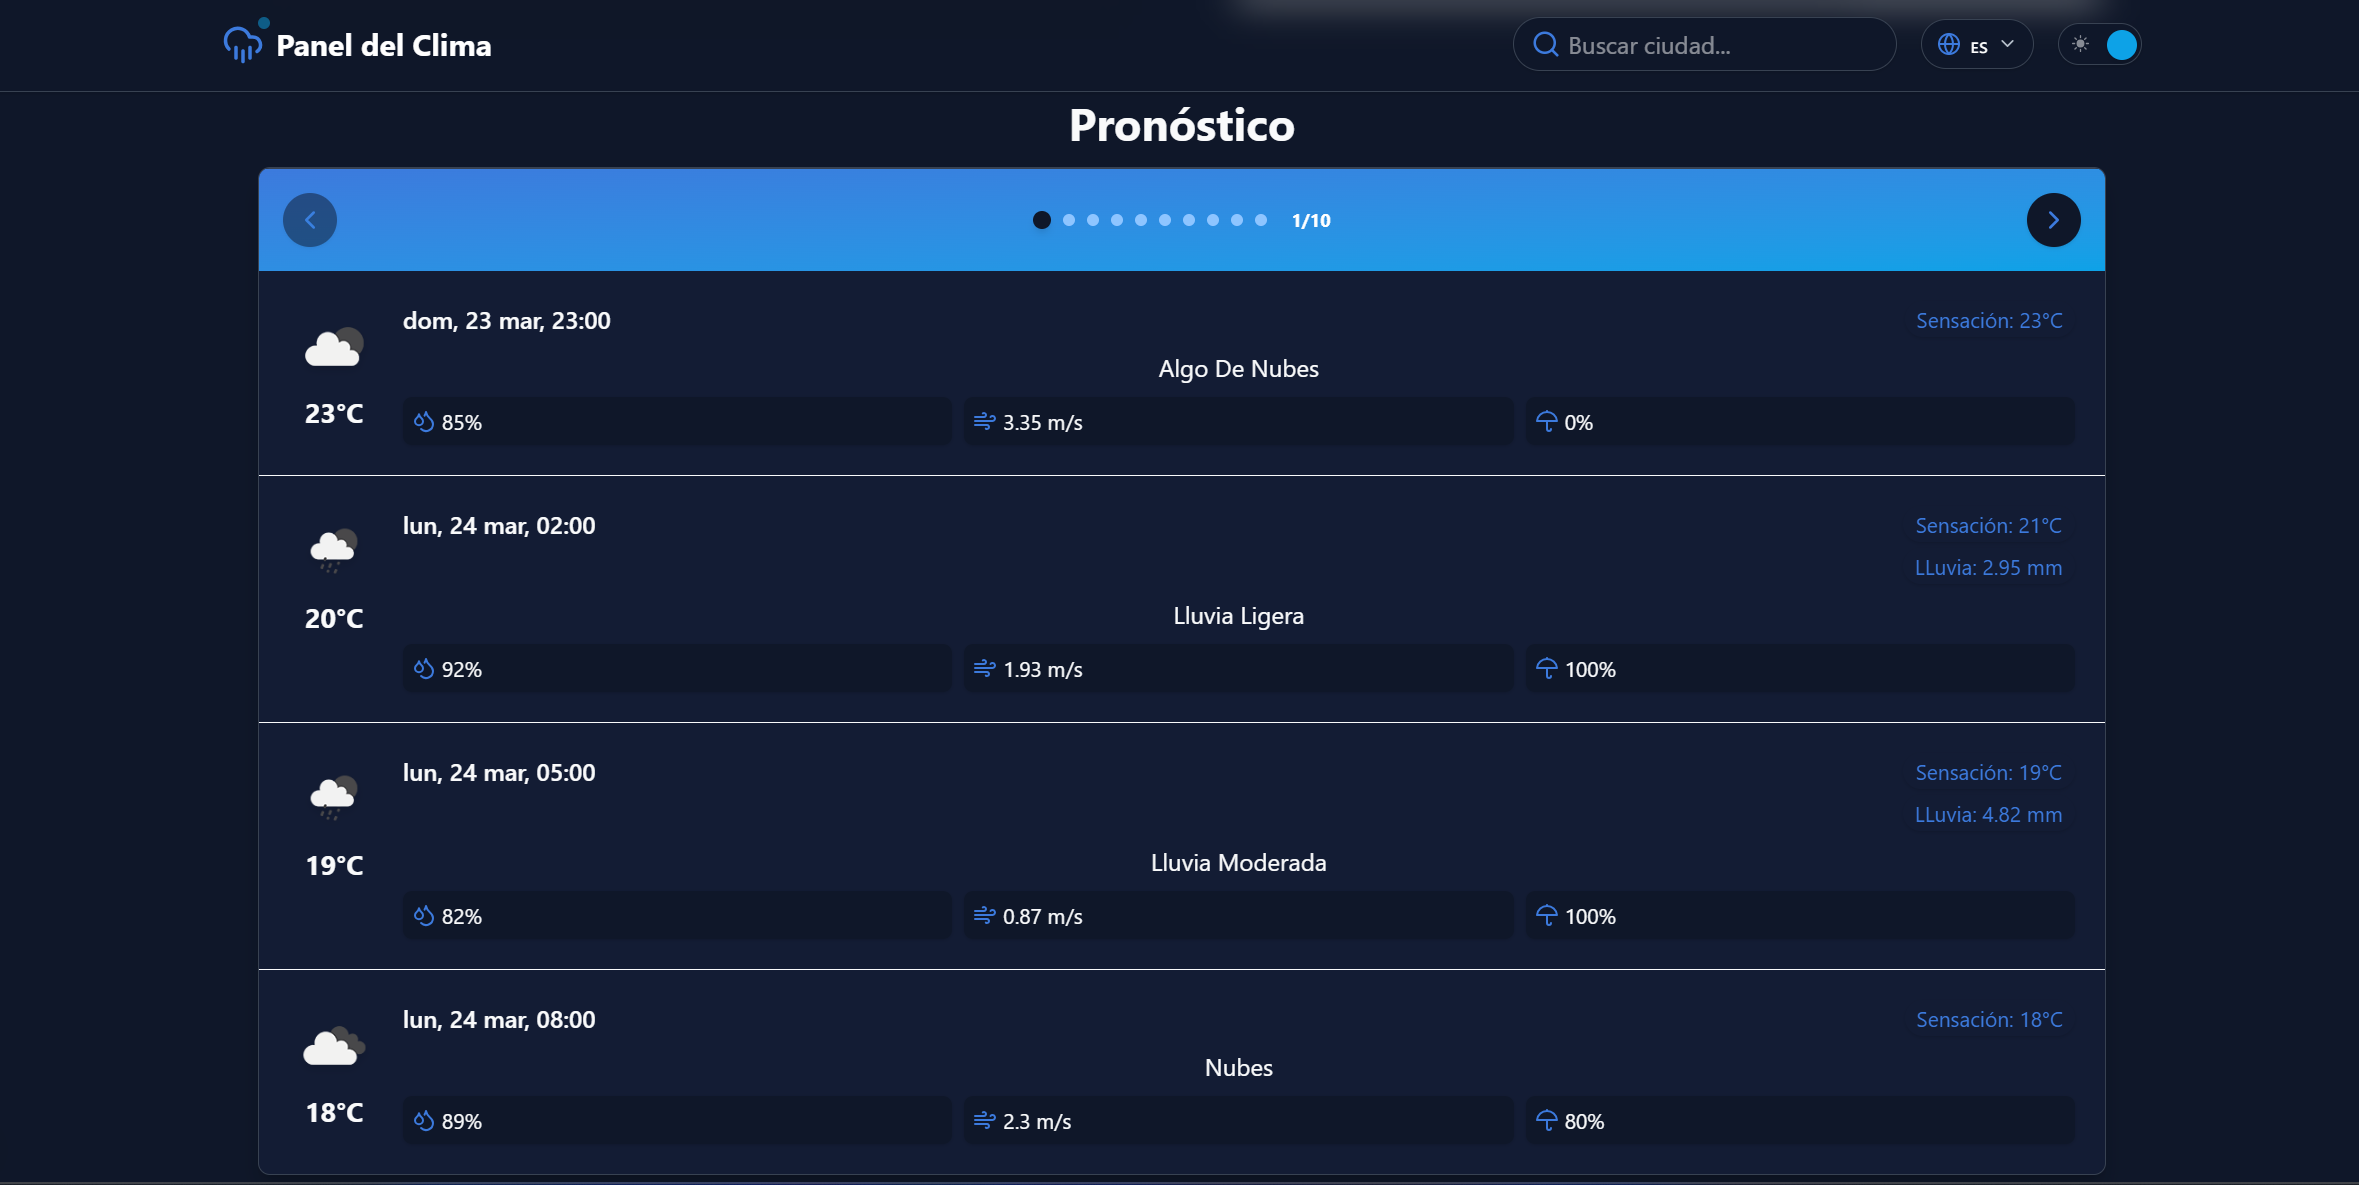 Panel del Clima
Buscar ciudad...
ES
Pronóstico
1/10
dom, 23 mar, 23:00
Sensación: 23°C
Algo De Nubes
23°C
85%
3.35 m/s
0%
lun, 24 mar, 02:00
Sensación: 21°C
LLuvia: 2.95 mm
Lluvia Ligera
20°C
92%
1.93 m/s
100%
lun, 24 mar, 05:00
Sensación: 19°C
LLuvia: 4.82 mm
Lluvia Moderada
19°C
82%
0.87 m/s
100%
lun, 24 mar, 08:00
Sensación: 18°C
Nubes
18°C
89%
2.3 m/s
80%